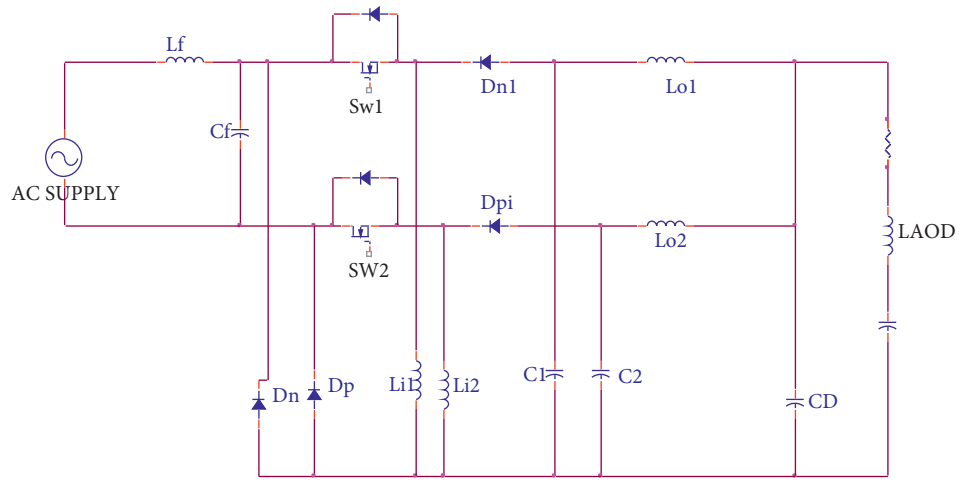 Lf
Sw1
Dn1
Lo1
Cf
AC SUPPLY
Dpi
LAOD
Lo2
SW2
Dn
Dp
Li1
Li2
C1
C2
CD